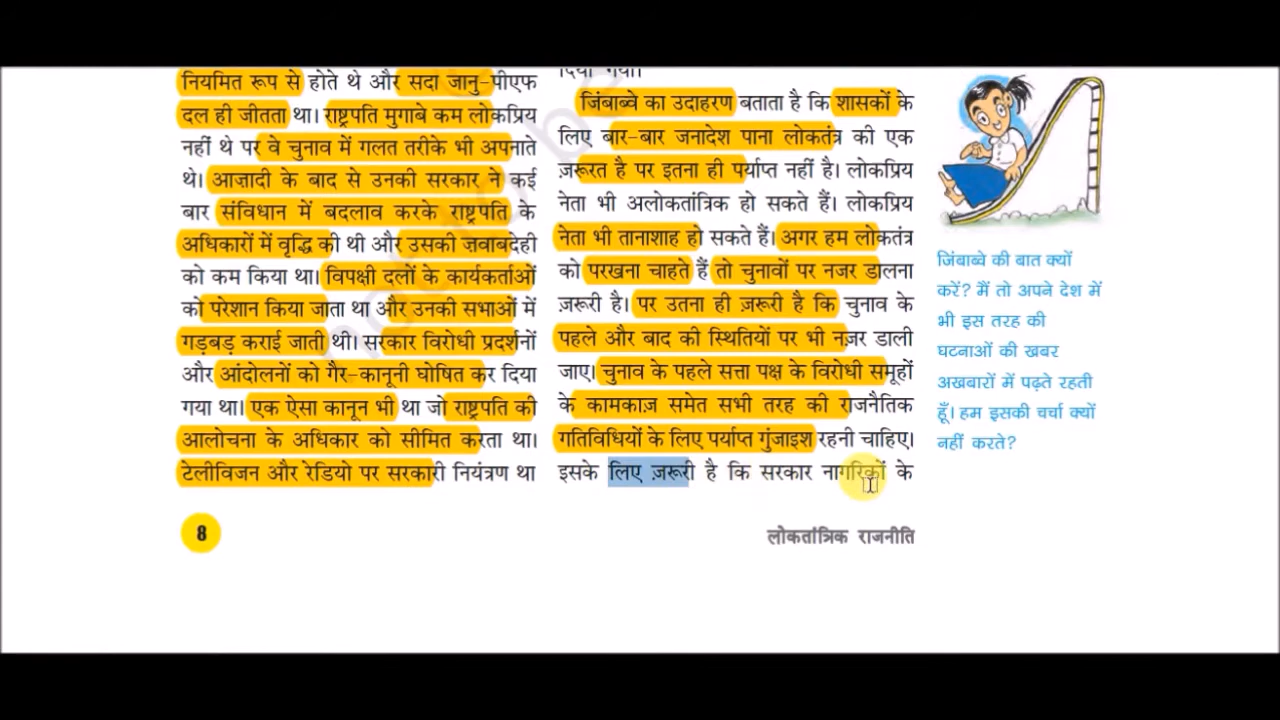 नियमित रूप से होते थे और सदा जानु-पीएफ
दल ही जीतता था। राष्ट्रपति मुगाबे कम लोकप्रिय
नहीं थे पर वे चुनाव में गलत तरीके भी अपनाते
थे। आज़ादी के बाद से उनकी सरकार ने कई
बार संविधान में बदलाव करके राष्ट्रपति के
अधिकारों में वृद्धि की थी और उसकी ज़वाबदेही
को कम किया था। विपक्षी दलों के कार्यकर्ताओं
को परेशान किया जाता था और उनकी सभाओं में
गड़बड़ कराई जाती थी। सरकार विरोधी प्रदर्शनों
और आंदोलनों को गैर-कानूनी घोषित कर दिया
गया था। एक ऐसा कानून भी था जो राष्ट्रपति की
आलोचना के अधिकार को सीमित करता था।
टेलीविजन और रेडियो पर सरकारी नियंत्रण था
दिया गया।
जिंबाब्वे का उदाहरण बताता है कि शासकों के
लिए बार-बार जनादेश पाना लोकतंत्र की एक
ज़रूरत है पर इतना ही पर्याप्त नहीं है। लोकप्रिय
नेता भी अलोकतांत्रिक हो सकते हैं। लोकप्रिय
नेता भी तानाशाह हो सकते हैं। अगर हम लोकतंत्र
को परखना चाहते हैं तो चुनावों पर नजर डालना
ज़रूरी है। पर उतना ही ज़रूरी है कि चुनाव के
पहले और बाद की स्थितियों पर भी नज़र डाली
जाए। चुनाव के पहले सत्ता पक्ष के विरोधी समूहों
के कामकाज़ समेत सभी तरह की राजनैतिक
गतिविधियों के लिए पर्याप्त गुंजाइश रहनी चाहिए।
इसके लिए ज़रूरी है कि सरकार नागरिकों के
जिंबाब्वे की बात क्यों
करें? मैं तो अपने देश में
भी इस तरह की
घटनाओं की खबर
अखबारों में पढ़ते रहती
हूँ। हम इसकी चर्चा क्यों
नहीं करते?
8
लोकतांत्रिक राजनीति